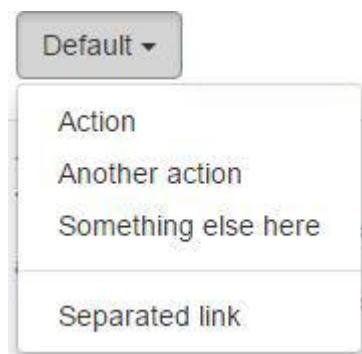 Default
Action
Another action
Something else here
Separated link